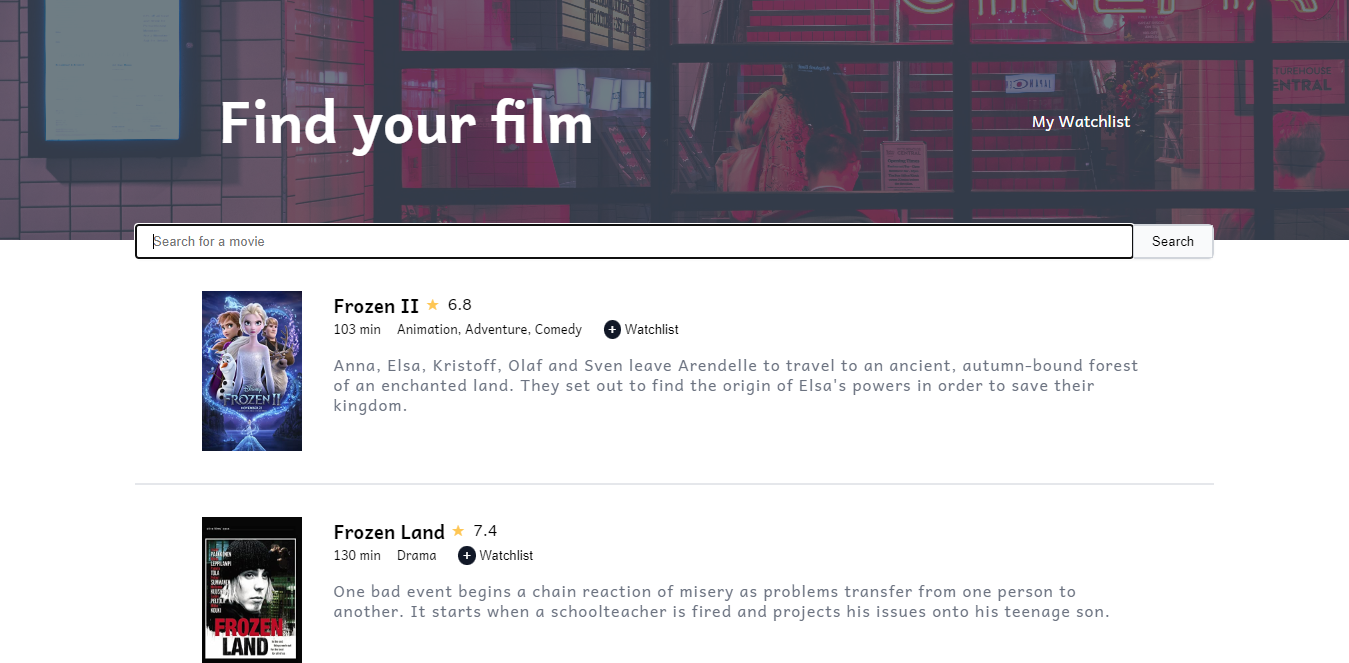 Find your film
My Watchlist
Search for a movie
Search
Frozen II ★ 6.8
103 min Animation, Adventure, Comedy + Watchlist
Anna, Elsa, Kristoff, Olaf and Sven leave Arendelle to travel to an ancient, autumn-bound forest
of an enchanted land. They set out to find the origin of Elsa's powers in order to save their
kingdom.
Disney
FROZEN II
NOVEMBER 21
Frozen Land ★ 7.4
130 min Drama + Watchlist
One bad event begins a chain reaction of misery as problems transfer from one person to
another. It starts when a schoolteacher is fired and projects his issues onto his teenage son.
FROZEN
LAND